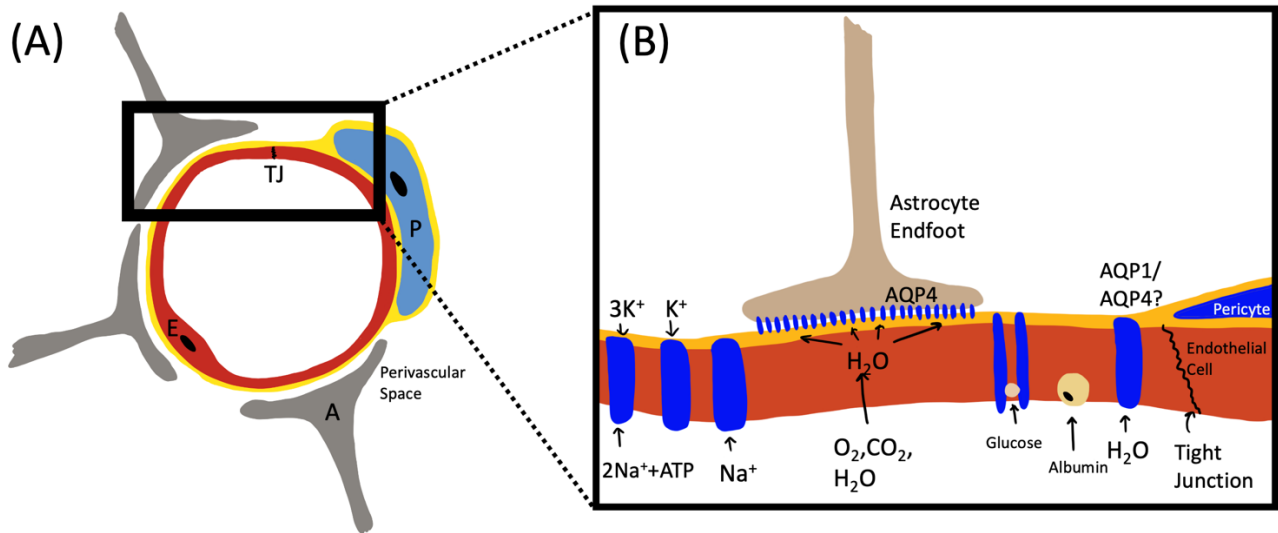 (A)
TJ
P
E
Perivascular
Space
A
(B)
Astrocyte
Endfoot
AQP4
AQP1/
AQP4?
3K⁺
K⁺
Pericyte
H₂O
Endothelial
Cell
Glucose
Albumin
H₂O
Tight
Junction
2Na⁺+ATP
Na⁺
O₂,CO₂,
H₂O